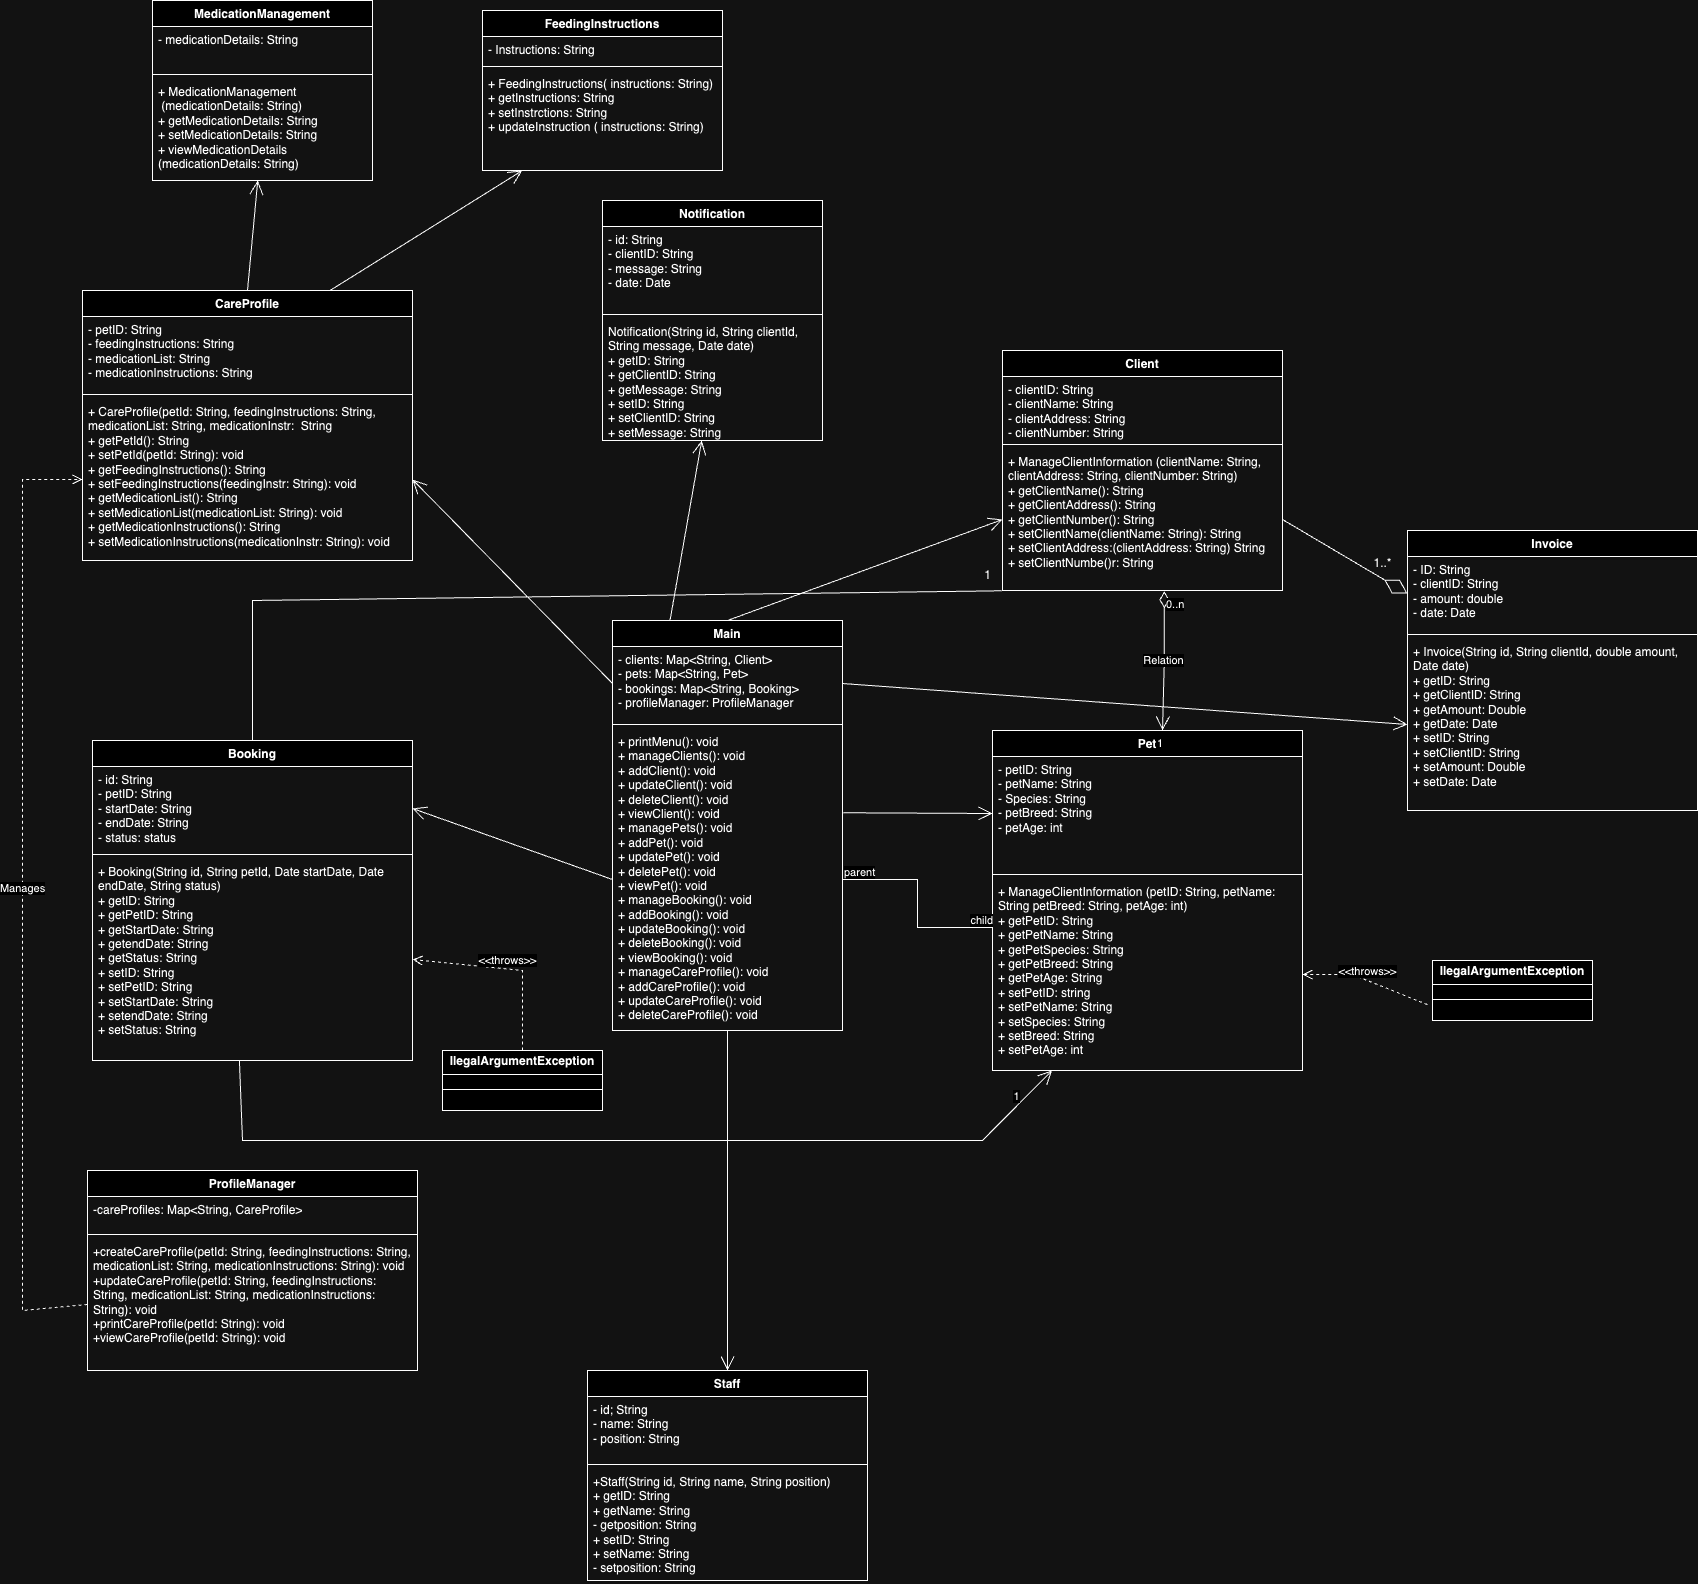 MedicationManagement
- medicationDetails: String
+ MedicationManagement
(medicationDetails: String)
+ getMedicationDetails: String
+ setMedicationDetails: String
+ viewMedicationDetails
(medicationDetails: String)
FeedingInstructions
- Instructions: String
+ FeedingInstructions( instructions: String)
+ getInstructions: String
+ setInstrctions: String
+ updateInstruction ( instructions: String)
Notification
- id: String
- clientID: String
- message: String
- date: Date
Notification(String id, String clientId,
String message, Date date)
+ getID: String
+ getClientID: String
+ getMessage: String
+ setID: String
+ setClientID: String
+ setMessage: String
CareProfile
- petID: String
- feedingInstructions: String
- medicationList: String
- medicationInstructions: String
+ CareProfile(petId: String, feedingInstructions: String,
medicationList: String, medicationInstr: String
+ getPetId(): String
+ setPetId(petId: String): void
+ getFeedingInstructions(): String
+ setFeedingInstructions(feedingInstr: String): void
+ getMedicationList(): String
+ setMedicationList(medicationList: String): void
+ getMedicationInstructions(): String
+ setMedicationInstructions(medicationInstr: String): void
Client
- clientID: String
- clientName: String
- clientAddress: String
- clientNumber: String
+ ManageClientInformation (clientName: String,
clientAddress: String, clientNumber: String)
+ getClientName(): String
+ getClientAddress(): String
+ getClientNumber(): String
+ setClientName(clientName: String): String
+ setClientAddress:(clientAddress: String) String
+ setClientNumbe()r: String
1
1..*
0..n
Relation
Invoice
- ID: String
- clientID: String
- amount: double
- date: Date
+ Invoice(String id, String clientId, double amount,
Date date)
+ getID: String
+ getClientID: String
+ getAmount: Double
+ getDate: Date
+ setID: String
+ setClientID: String
+ setAmount: Double
+ setDate: Date
Main
- clients: Map<String, Client>
- pets: Map<String, Pet>
- bookings: Map<String, Booking>
- profileManager: ProfileManager
+ printMenu(): void
+ manageClients(): void
+ addClient(): void
+ updateClient(): void
+ deleteClient(): void
+ viewClient(): void
+ managePets(): void
+ addPet(): void
+ updatePet(): void
+ deletePet(): void
+ viewPet(): void
+ manageBooking(): void
+ addBooking(): void
+ updateBooking(): void
+ deleteBooking(): void
+ viewBooking(): void
+ manageCareProfile(): void
+ addCareProfile(): void
+ updateCareProfile(): void
+ deleteCareProfile(): void
parent
child
Booking
- id: String
- petID: String
- startDate: String
- endDate: String
- status: status
+ Booking(String id, String petId, Date startDate, Date
endDate, String status)
+ getID: String
+ getPetID: String
+ getStartDate: String
+ getendDate: String
+ getStatus: String
+ setID: String
+ setPetID: String
+ setStartDate: String
+ setendDate: String
+ setStatus: String
Manages
<<throws>>
IlegalArgumentException
Pet
1
- petID: String
- petName: String
- Species: String
- petBreed: String
- petAge: int
+ ManageClientInformation (petID: String, petName:
String petBreed: String, petAge: int)
+ getPetID: String
+ getPetName: String
+ getPetSpecies: String
+ getPetBreed: String
+ getPetAge: String
+ setPetID: string
+ setPetName: String
+ setSpecies: String
+ setBreed: String
+ setPetAge: int
<<throws>>
IlegalArgumentException
1
ProfileManager
-careProfiles: Map<String, CareProfile>
+createCareProfile(petId: String, feedingInstructions: String,
medicationList: String, medicationInstructions: String): void
+updateCareProfile(petId: String, feedingInstructions:
String, medicationList: String, medicationInstructions:
String): void
+printCareProfile(petId: String): void
+viewCareProfile(petId: String): void
Staff
- id; String
- name: String
- position: String
+Staff(String id, String name, String position)
+ getID: String
+ getName: String
- getposition: String
+ setID: String
+ setName: String
- setposition: String